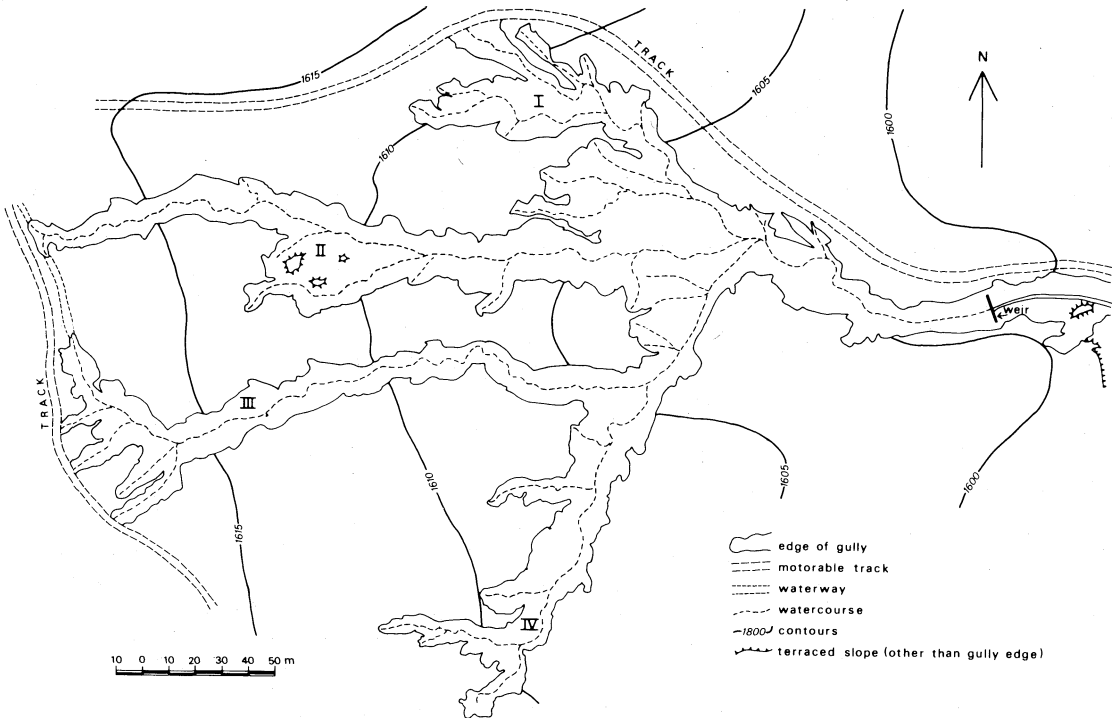 N
TRACK
1615
I
1605
1600
1610
II
weir
TRACK
III
1610
1605
1600
1615
edge of gully
motorable track
waterway
watercourse
1800 contours
terraced slope (other than gully edge)
IV
10 0 10 20 30 40 50 m